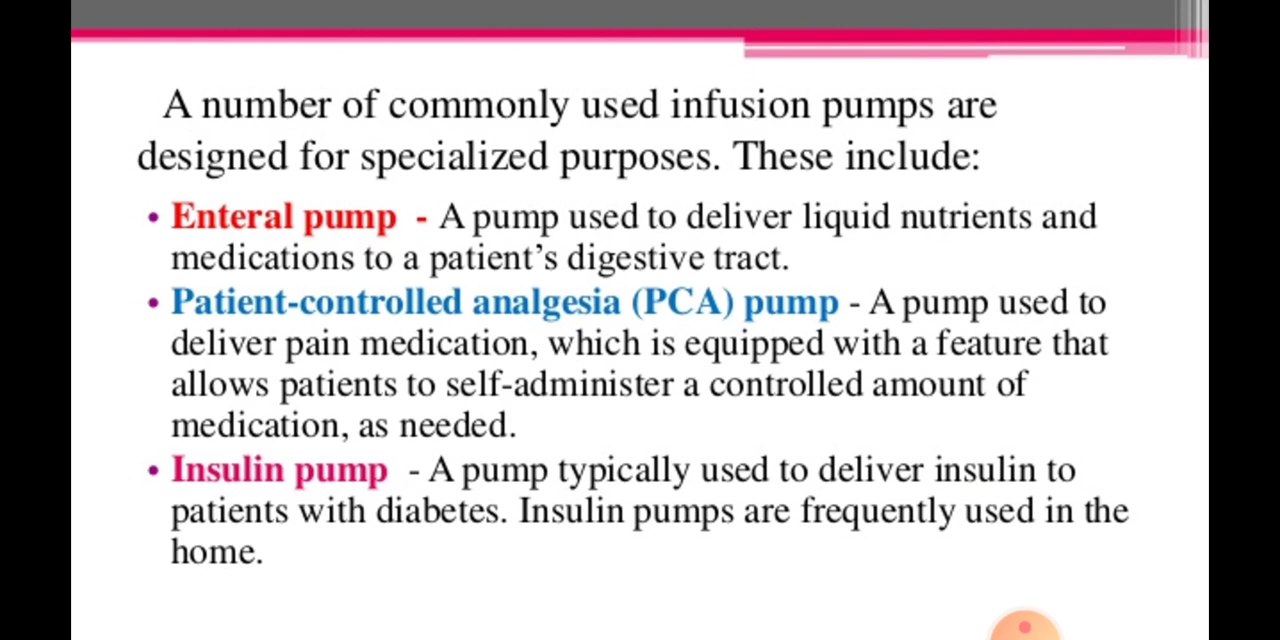 A number of commonly used infusion pumps are
designed for specialized purposes. These include:
• Enteral pump - A pump used to deliver liquid nutrients and
medications to a patient’s digestive tract.
• Patient-controlled analgesia (PCA) pump - A pump used to
deliver pain medication, which is equipped with a feature that
allows patients to self-administer a controlled amount of
medication, as needed.
• Insulin pump - A pump typically used to deliver insulin to
patients with diabetes. Insulin pumps are frequently used in the
home.